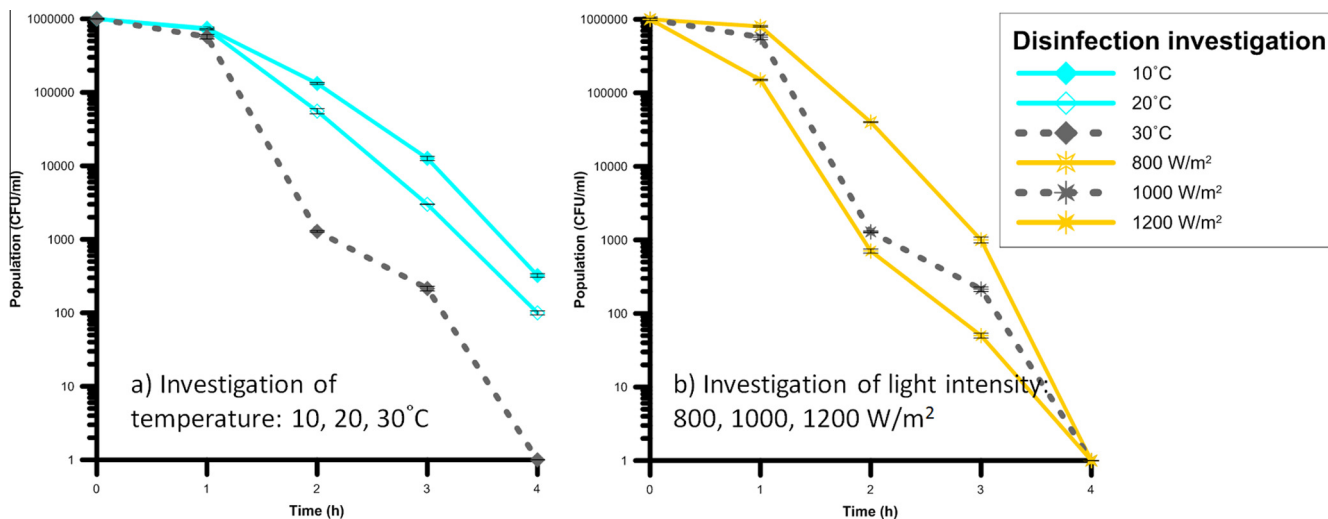 1000000
100000
10000
1000
100
10
1
Population (CFU/ml)
0 1 2 3 4
Time (h)
a) Investigation of
temperature: 10, 20, 30°C
1000000
100000
10000
1000
100
10
1
Population (CFU/ml)
0 1 2 3 4
Time (h)
b) Investigation of light intensity:
800, 1000, 1200 W/m²
Disinfection investigation
10°C
20°C
30°C
800 W/m²
1000 W/m²
1200 W/m²